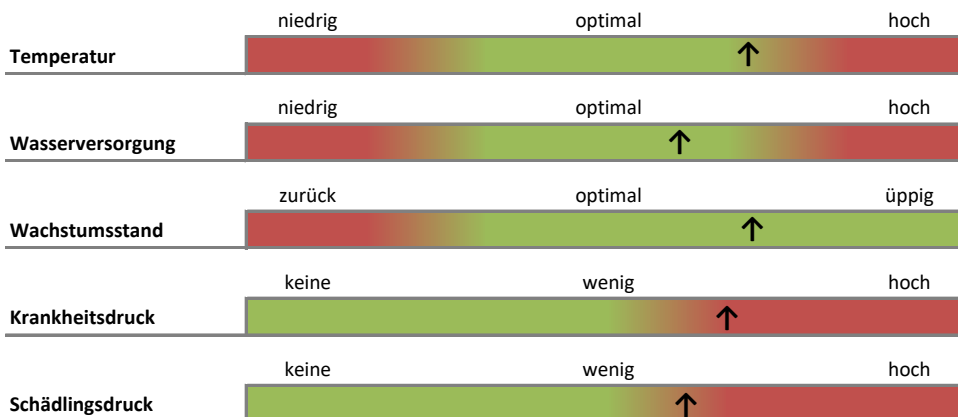 niedrig optimal hoch
Temperatur
niedrig optimal hoch
Wasserversorgung
zurück optimal üppig
Wachstumsstand
keine wenig hoch
Krankheitsdruck
keine wenig hoch
Schädlingsdruck